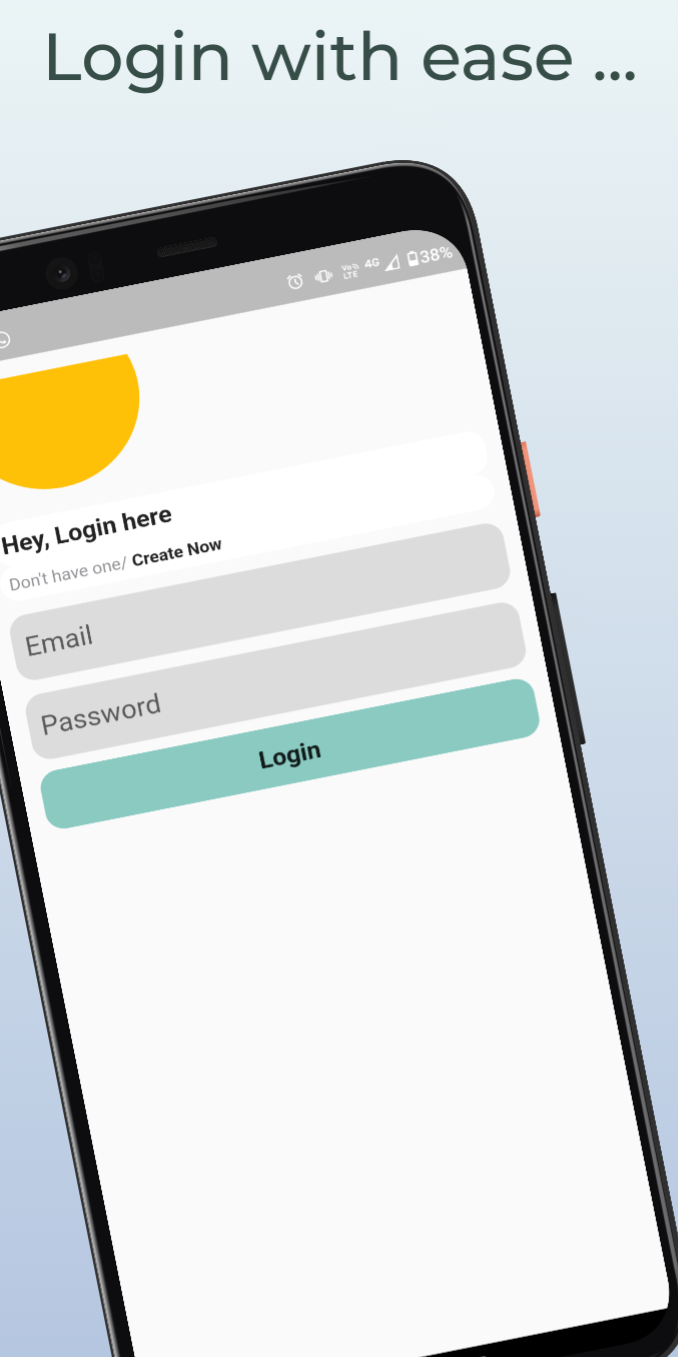 Login with ease ...
Vo LTE 4G 38%
Hey, Login here
Don't have one/ Create Now
Email
Password
Login